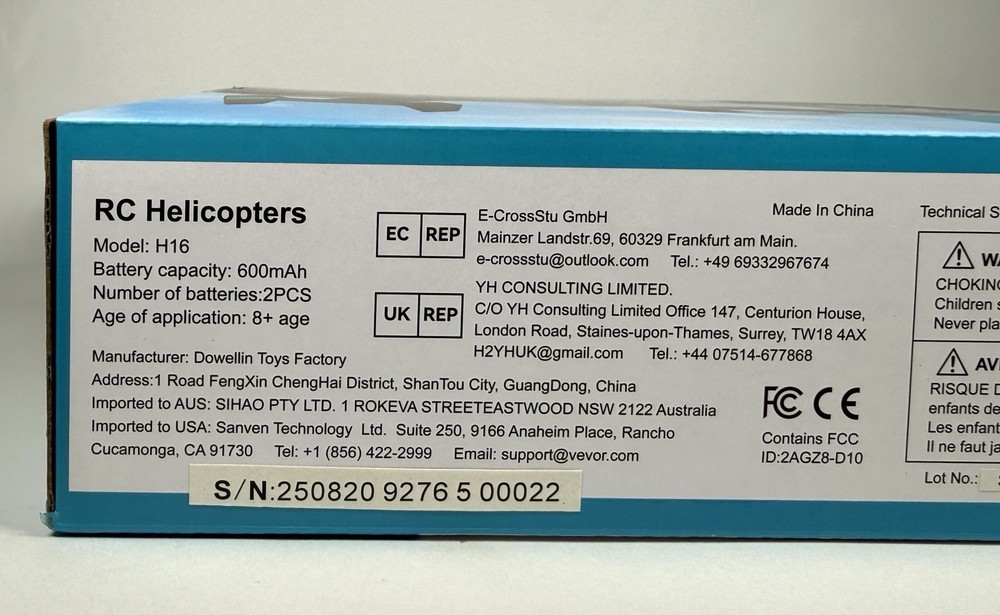 RC Helicopters
Model: H16
Battery capacity: 600mAh
Number of batteries:2PCS
Age of application: 8+ age
EC REP
E-CrossStu GmbH
Mainzer Landstr.69, 60329 Frankfurt am Main.
e-crossstu@outlook.com Tel.: +49 69332967674
UK REP
YH CONSULTING LIMITED.
C/O YH Consulting Limited Office 147, Centurion House,
London Road, Staines-upon-Thames, Surrey, TW18 4AX
H2YHUK@gmail.com Tel.: +44 07514-677868
Made In China
Manufacturer: Dowellin Toys Factory
Address:1 Road FengXin ChengHai District, ShanTou City, GuangDong, China
Imported to AUS: SIHAO PTY LTD. 1 ROKEVA STREETEASTWOOD NSW 2122 Australia
Imported to USA: Sanven Technology Ltd. Suite 250, 9166 Anaheim Place, Rancho
Cucamonga, CA 91730 Tel: +1 (856) 422-2999 Email: support@vevor.com
FC CE
Contains FCC
ID:2AGZ8-D10
S/N:250820 9276 5 00022
Technical S
WA
CHOKING
Children s
Never pla
AVE
RISQUE D
enfants de
Les enfant
Il ne faut ja
Lot No.: